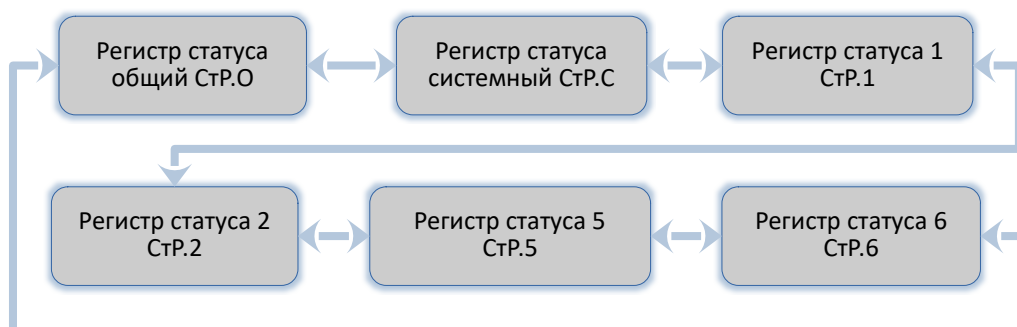 Регистр статуса
общий СтР.О
Регистр статуса
системный СтР.С
Регистр статуса 1
СтР.1
Регистр статуса 2
СтР.2
Регистр статуса 5
СтР.5
Регистр статуса 6
СтР.6